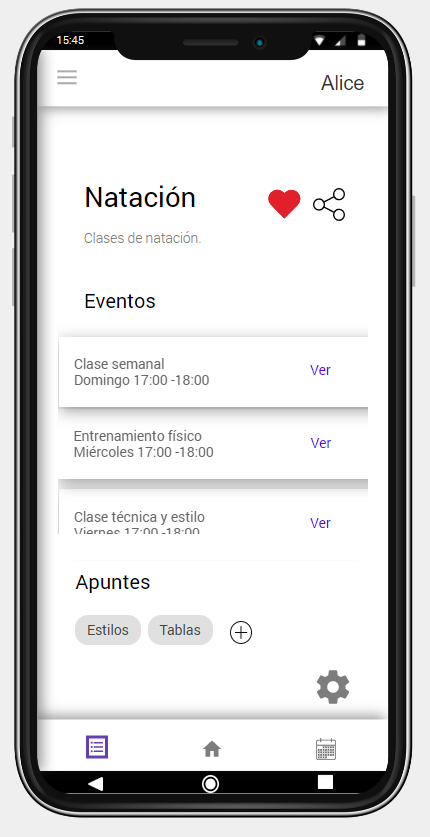 15:45
Alice
Natación
Clases de natación.
Eventos
Clase semanal
Domingo 17:00 -18:00
Ver
Entrenamiento físico
Miércoles 17:00 -18:00
Ver
Clase técnica y estilo
Viernes 17:00 -18:00
Ver
Apuntes
Estilos
Tablas